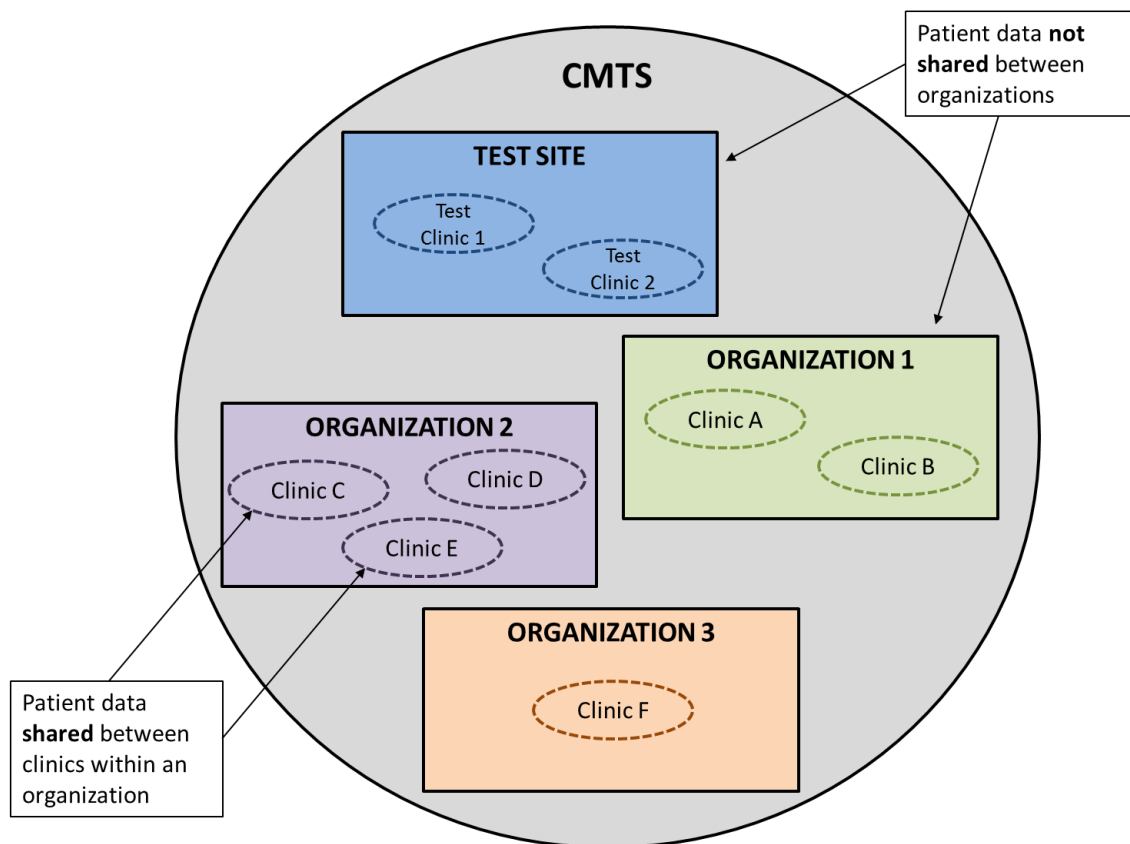 Patient data not
shared between
organizations
CMTS
TEST SITE
Test
Clinic 1
Test
Clinic 2
ORGANIZATION 1
Clinic A
Clinic B
ORGANIZATION 2
Clinic C
Clinic D
Clinic E
ORGANIZATION 3
Clinic F
Patient data
shared between
clinics within an
organization